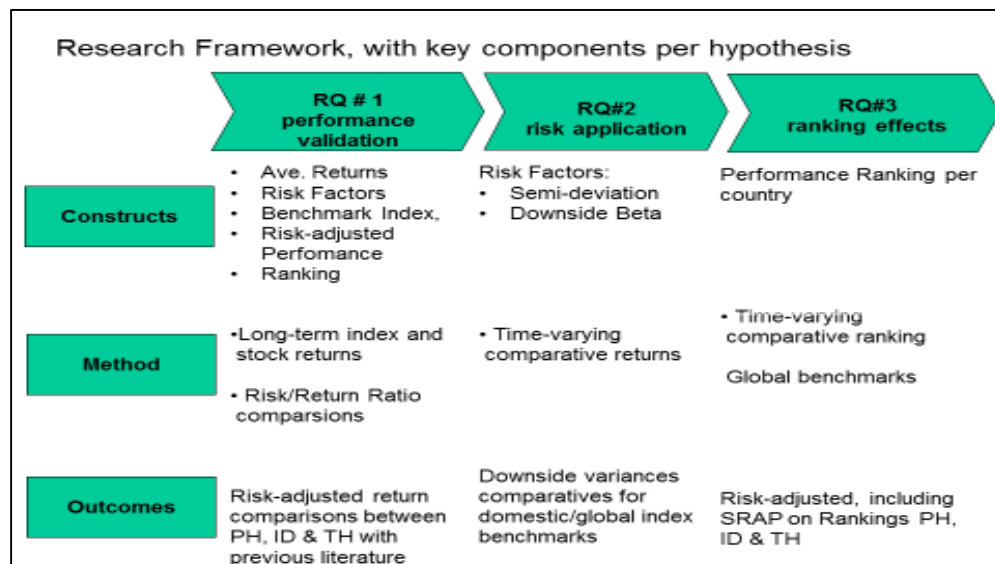 Research Framework, with key components per hypothesis
RQ # 1
performance
validation
RQ#2
risk application
RQ#3
ranking effects
Constructs
• Ave. Returns
• Risk Factors
• Benchmark Index,
• Risk-adjusted
Perfomance
• Ranking
Risk Factors:
• Semi-deviation
• Downside Beta
Performance Ranking per
country
Method
•Long-term index and
stock returns
• Risk/Return Ratio
comparsions
• Time-varying
comparative returns
• Time-varying
comparative ranking
Global benchmarks
Outcomes
Risk-adjusted return
comparisons between
PH, ID & TH with
previous literature
Downside variances
comparatives for
domestic/global index
benchmarks
Risk-adjusted, including
SRAP on Rankings PH,
ID & TH